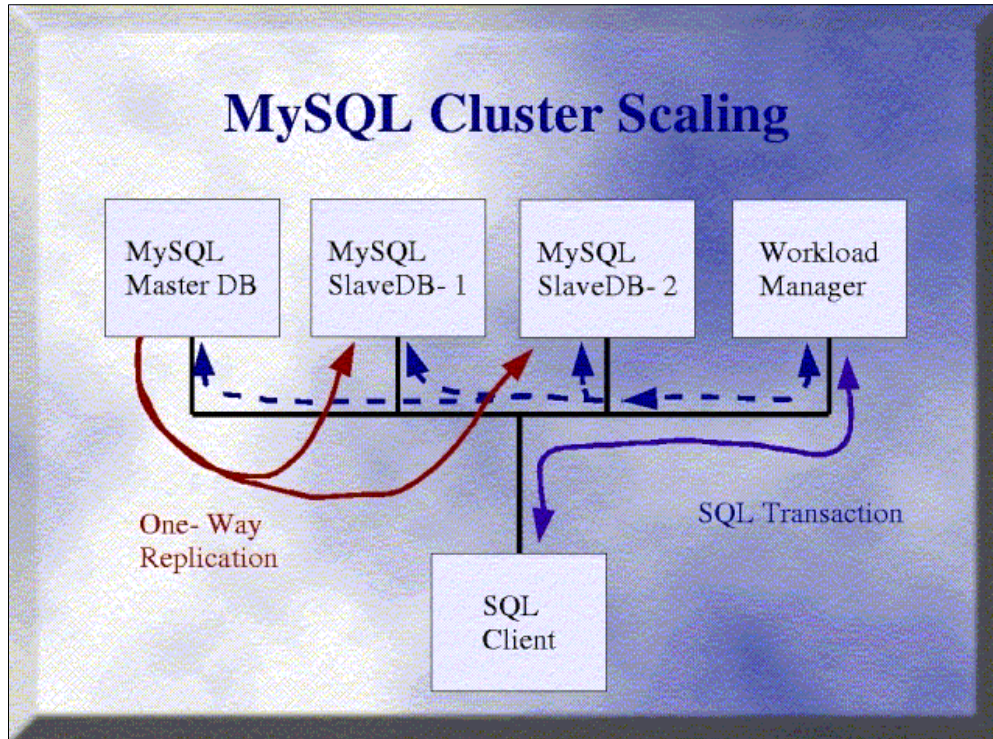 MySQL Cluster Scaling
MySQL
Master DB
MySQL
SlaveDB- 1
MySQL
SlaveDB- 2
Workload
Manager
One- Way
Replication
SQL Transaction
SQL
Client